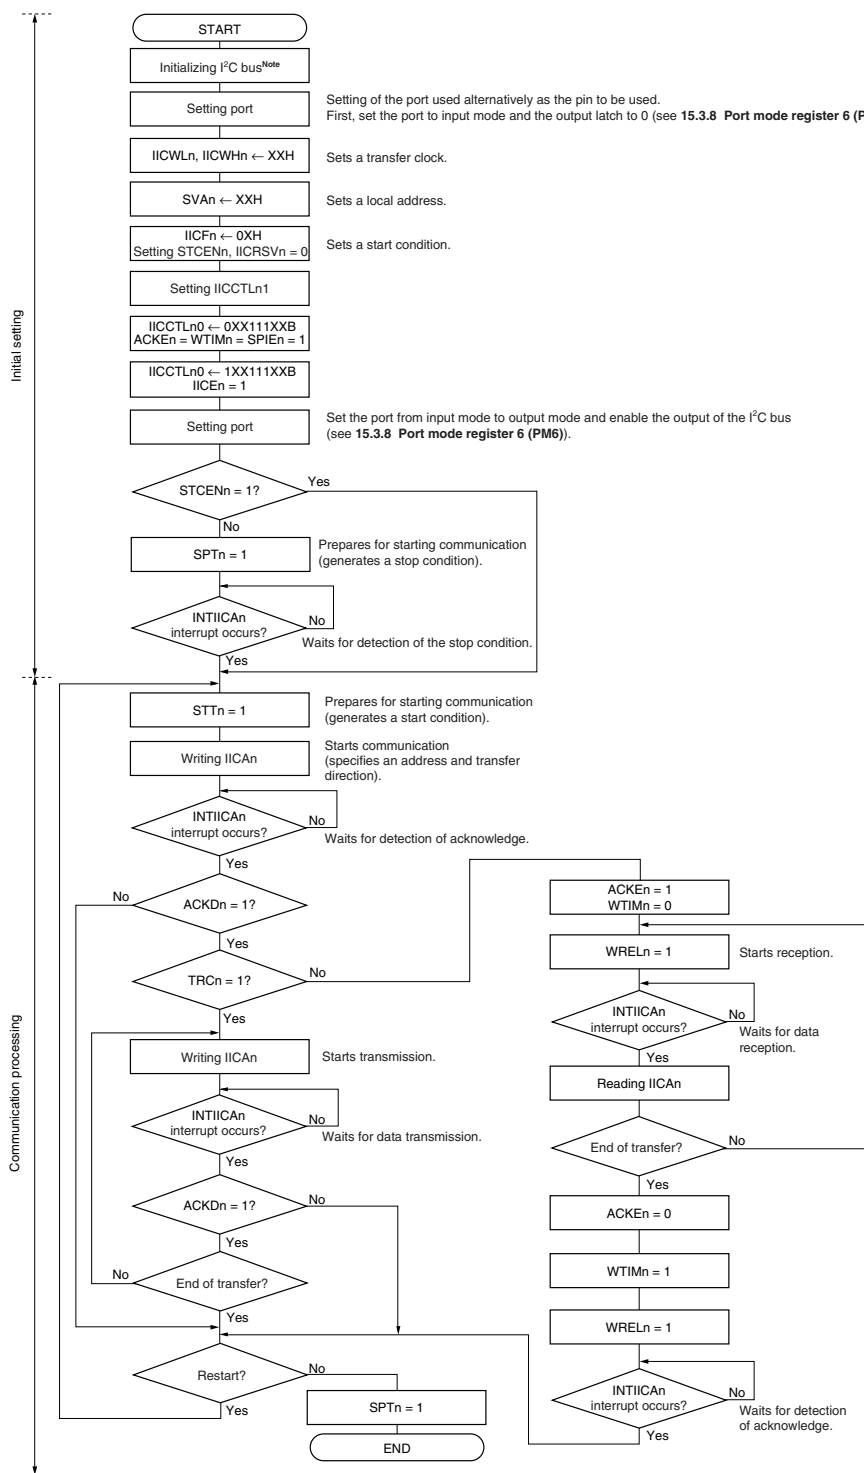 START
Initializing I²C busNote
Setting port
Setting of the port used alternatively as the pin to be used.
First, set the port to input mode and the output latch to 0 (see 15.3.8 Port mode register 6 (P
IICWLn, IICWHn ← XXH
Sets a transfer clock.
SVAn ← XXH
Sets a local address.
IICFn ← 0XH
Setting STCENn, IICRSVn = 0
Sets a start condition.
Setting IICCTLn1
IICCTLn0 ← 0XX111XXB
ACKEn = WTIMn = SPIEn = 1
IICCTLn0 ← 1XX111XXB
IICEn = 1
Setting port
Set the port from input mode to output mode and enable the output of the I²C bus
(see 15.3.8 Port mode register 6 (PM6)).
Initial setting
STCENn = 1?
Yes
No
SPTn = 1
Prepares for starting communication
(generates a stop condition).
INTIICAn
interrupt occurs?
No
Waits for detection of the stop condition.
Yes
STTn = 1
Prepares for starting communication
(generates a start condition).
Writing IICAn
Starts communication
(specifies an address and transfer
direction).
INTIICAn
interrupt occurs?
No
Waits for detection of acknowledge.
Yes
ACKDn = 1?
No
Yes
TRCn = 1?
No
Yes
Writing IICAn
Starts transmission.
INTIICAn
interrupt occurs?
No
Waits for data transmission.
Yes
ACKDn = 1?
No
Yes
End of transfer?
No
Yes
Restart?
No
Yes
SPTn = 1
END
Communication processing
ACKEn = 1
WTIMn = 0
WRELn = 1
Starts reception.
INTIICAn
interrupt occurs?
No
Waits for data
reception.
Yes
Reading IICAn
End of transfer?
No
Yes
ACKEn = 0
WTIMn = 1
WRELn = 1
INTIICAn
interrupt occurs?
No
Waits for detection
of acknowledge.
Yes